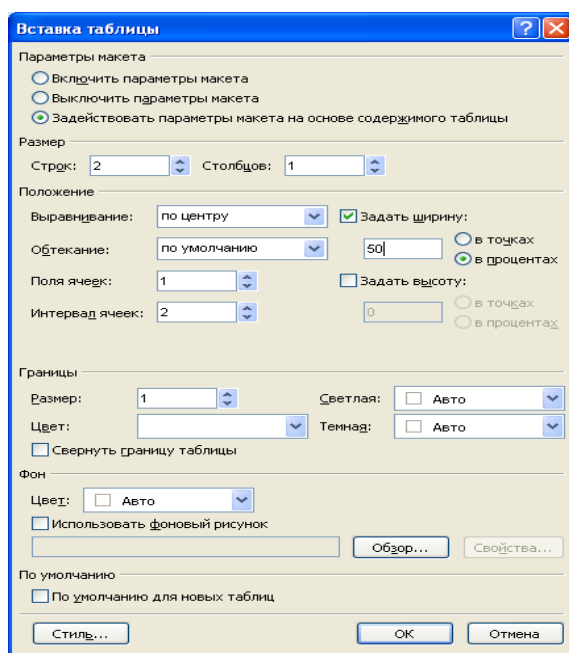 Вставка таблицы
Параметры макета
Включить параметры макета
Выключить параметры макета
Задействовать параметры макета на основе содержимого таблицы
Размер
Строк: 2 Столбцов: 1
Положение
Выравнивание: по центру Задать ширину:
Обтекание: по умолчанию 50 в точках
в процентах
Поля ячеек: 1 Задать высоту:
Интервал ячеек: 2 0 в точках
в процентах
Границы
Размер: 1 Светлая: Авто
Цвет: Темная: Авто
Свернуть границу таблицы
Фон
Цвет: Авто
Использовать фоновый рисунок
Обзор... Свойства...
По умолчанию
По умолчанию для новых таблиц
Стиль... ОК Отмена